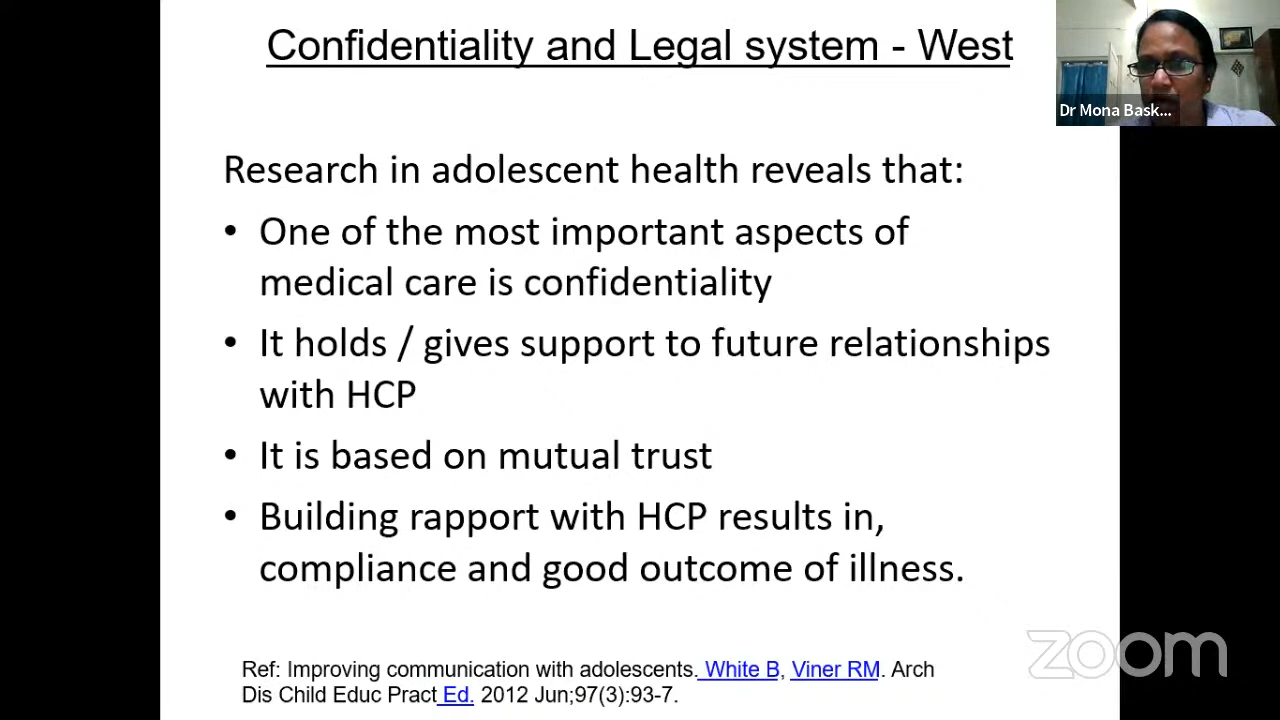 Confidentiality and Legal system - West
Dr Mona Bask...
Research in adolescent health reveals that:
• One of the most important aspects of
medical care is confidentiality
• It holds / gives support to future relationships
with HCP
• It is based on mutual trust
• Building rapport with HCP results in,
compliance and good outcome of illness.
zoom
Ref: Improving communication with adolescents. White B, Viner RM. Arch
Dis Child Educ Pract Ed. 2012 Jun;97(3):93-7.